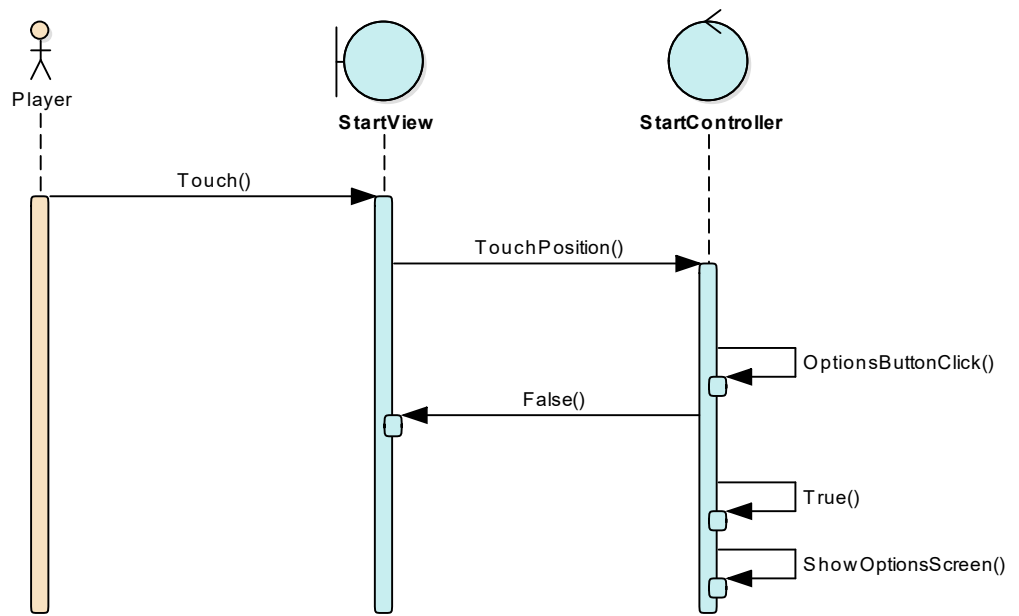 Player
StartView
StartController
Touch()
TouchPosition()
OptionsButtonClick()
False()
True()
ShowOptionsScreen()